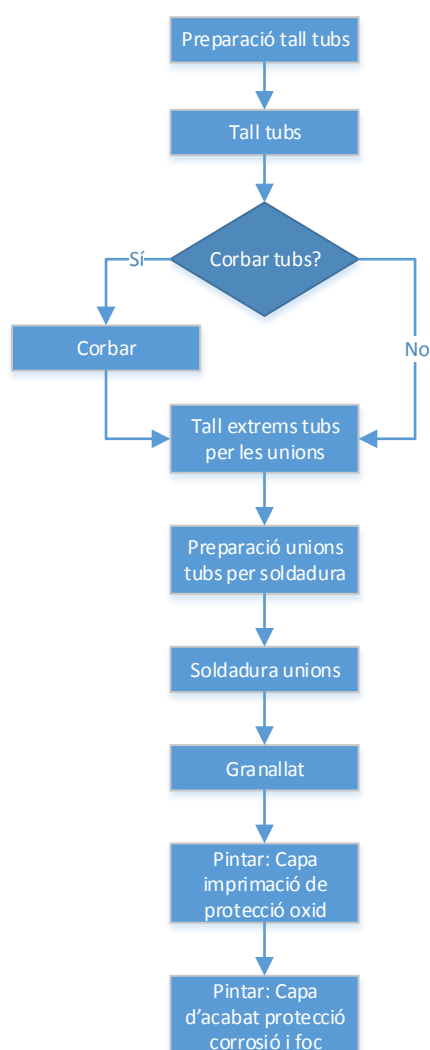 Preparació tall tubs
Tall tubs
Corbar tubs?
Sí
No
Corbar
Tall extrems tubs
per les unions
Preparació unions
tubs per soldadura
Soldadura unions
Granallat
Pintar: Capa
imprimació de
protecció oxid
Pintar: Capa
d'acabat protecció
corrosió i foc